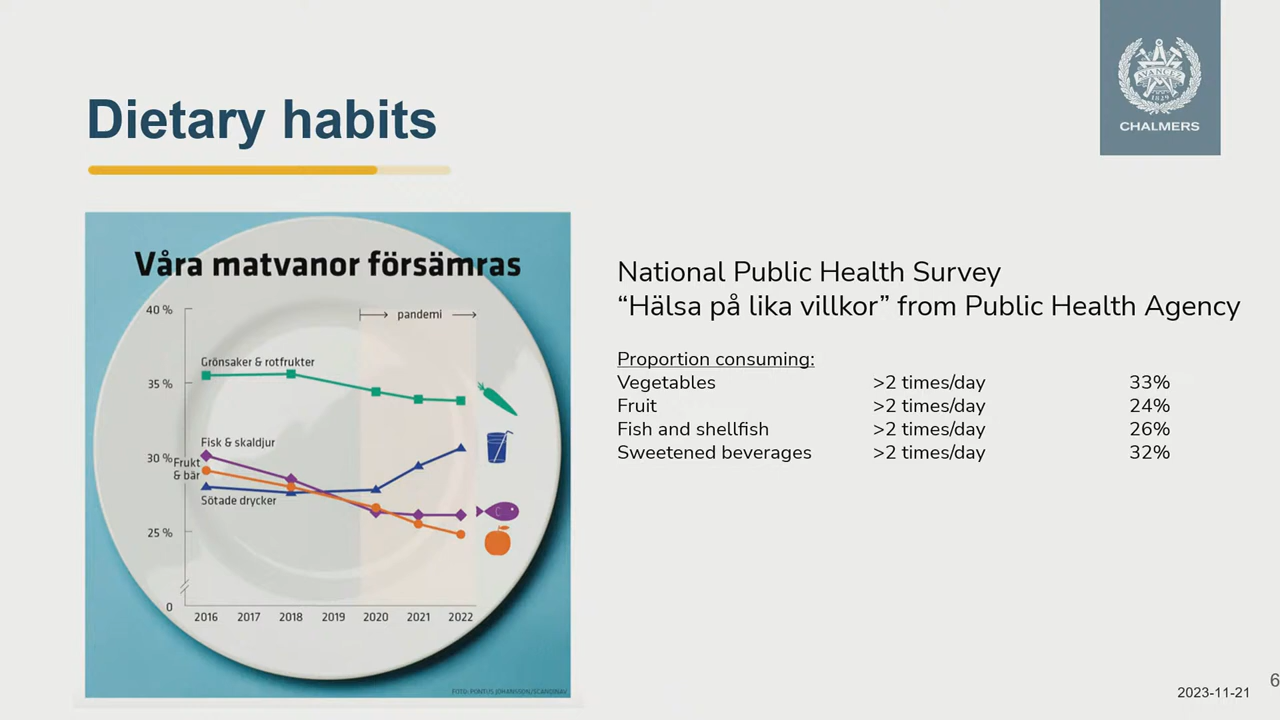 Dietary habits
AVANCEZ
1829
CHALMERS
Våra matvanor försämras
40 %
pandemi
Grönsaker & rotfrukter
35 %
Fisk & skaldjur
30 %
Frukt
& bär
Sötade drycker
25 %
0
2016 2017 2018 2019 2020 2021 2022
FOTO: PONTUS JOHANSSON/SCANDINAV
National Public Health Survey
“Hälsa på lika villkor” from Public Health Agency
Proportion consuming:
Vegetables >2 times/day 33%
Fruit >2 times/day 24%
Fish and shellfish >2 times/day 26%
Sweetened beverages >2 times/day 32%
6
2023-11-21